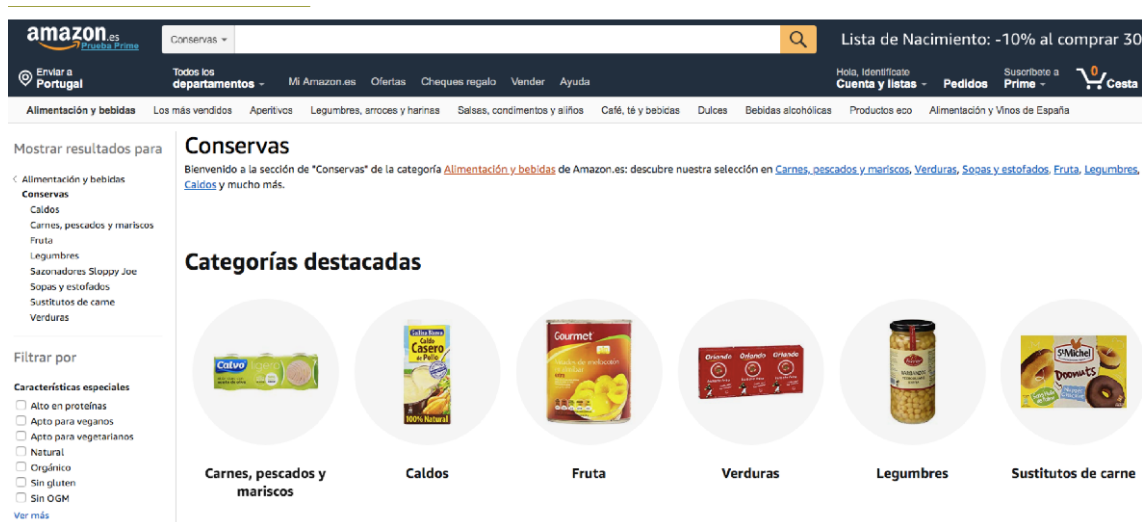 amazon.es
Prueba Prime
Conservas
Lista de Nacimiento: -10% al comprar 30
Enviar a
Portugal
Todos los
departamentos
Mi Amazon.es Ofertas Cheques regalo Vender Ayuda
Hola, Identifícate
Cuenta y listas
Pedidos
Suscríbete a
Prime
0
Cesta
Alimentación y bebidas Los más vendidos Aperitivos Legumbres, arroces y harinas Salsas, condimentos y aliños Café, té y bebidas Dulces Bebidas alcohólicas Productos eco Alimentación y Vinos de España
Mostrar resultados para
Alimentación y bebidas
Conservas
Caldos
Carnes, pescados y mariscos
Fruta
Legumbres
Sazonadores Sloppy Joe
Sopas y estofados
Sustitutos de carne
Verduras
Filtrar por
Características especiales
Alto en proteínas
Apto para veganos
Apto para vegetarianos
Natural
Orgánico
Sin gluten
Sin OGM
Ver más
Conservas
Bienvenido a la sección de "Conservas" de la categoría Alimentación y bebidas de Amazon.es: descubre nuestra selección en Carnes, pescados y mariscos, Verduras, Sopas y estofados, Fruta, Legumbres,
Caldos y mucho más.
Categorías destacadas
Calvo
Gallina Blanca
Caldo
Casero
de Pollo
100% Natural
Gourmet
Orlando Orlando Orlando
GARBANZOS
StMichel
Doonuts
Carnes, pescados y
mariscos
Caldos
Fruta
Verduras
Legumbres
Sustitutos de carne